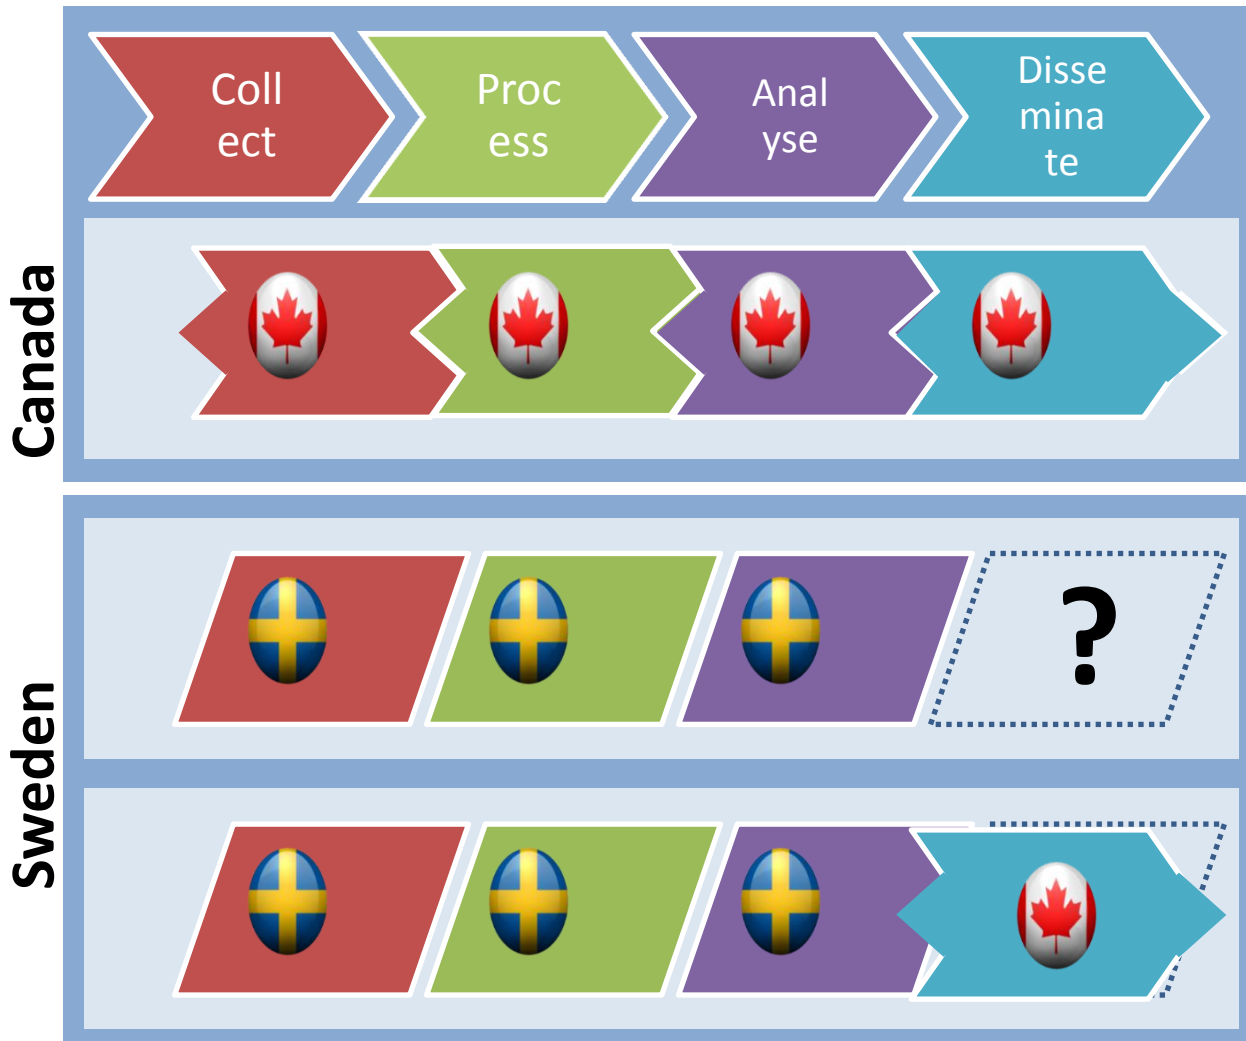 Coll
ect
Proc
ess
Anal
yse
Disse
mina
te
Canada
Sweden
?